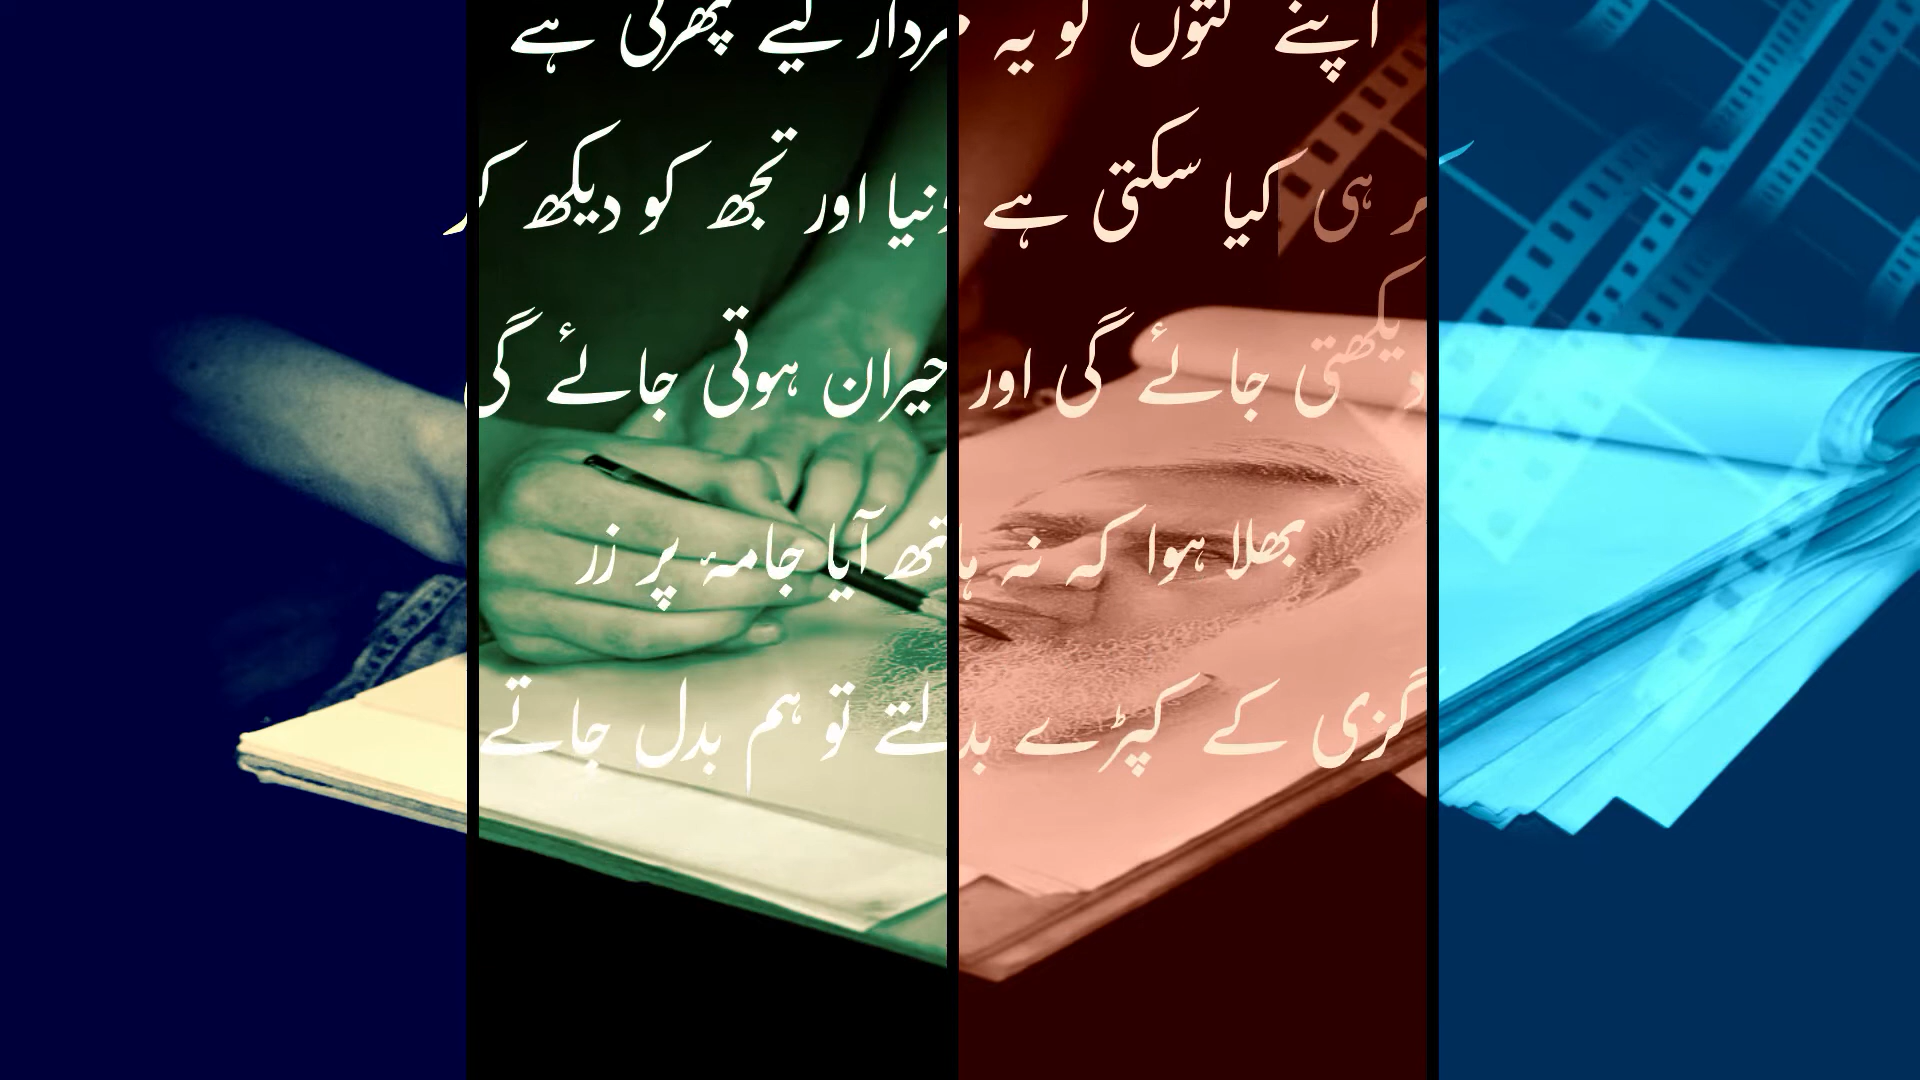 اپنے کتوں کو یہ مردار لیے پھرتی ہے
کر ہی کیا سکتی ہے دنیا اور تجھ کو دیکھ کر
دیکھتی جائے گی اور حیران ہوتی جائے گی
بھلا ہوا کہ نہ ہاتھ آیا جامۂ پر زر
گزی کے کپڑے بدلتے تو ہم بدل جاتے